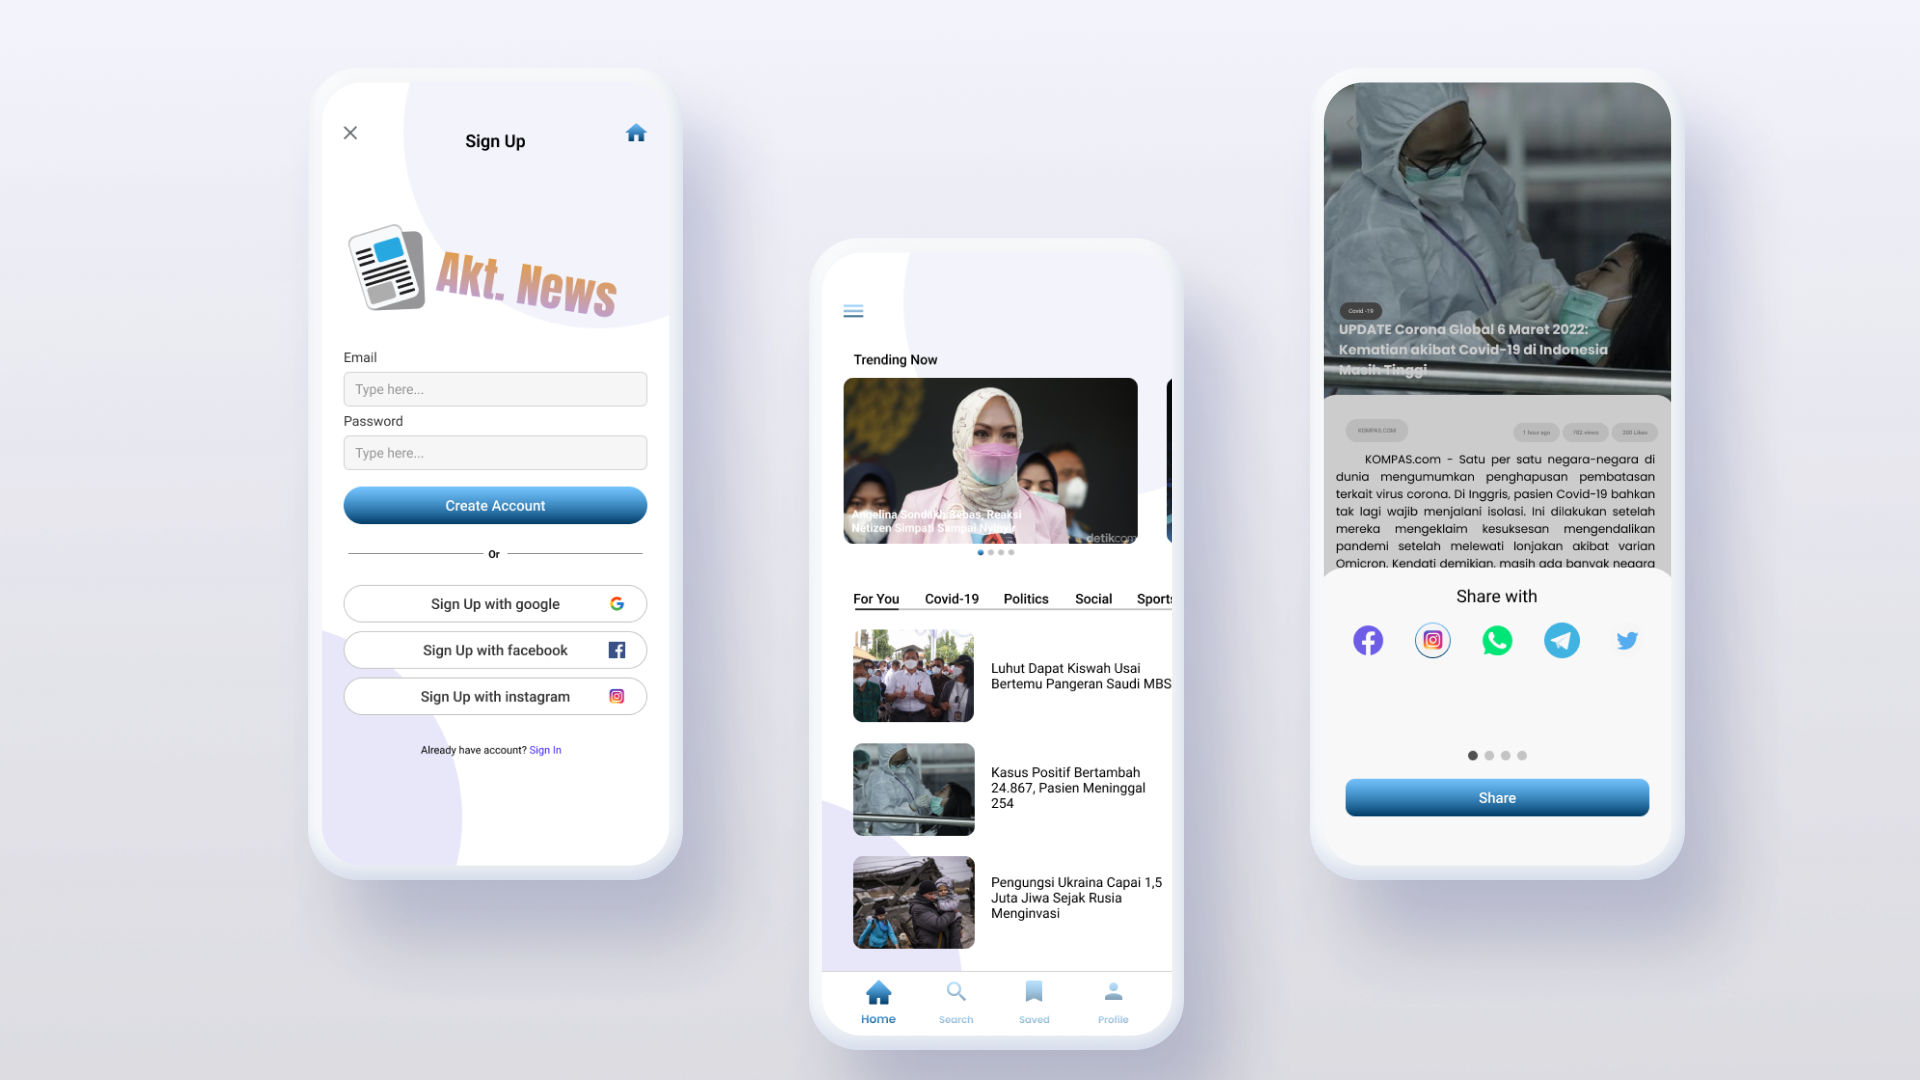 Sign Up
Akt. News
Email
Type here...
Password
Type here...
Create Account
Or
Sign Up with google
Sign Up with facebook
Sign Up with instagram
Already have account? Sign In
Trending Now
Angelina Sondakh Bebas, Reaksi
Netizen Simpati Sampai Nyinyir
detikcom
For You Covid-19 Politics Social Sports
Luhut Dapat Kiswah Usai
Bertemu Pangeran Saudi MBS
Kasus Positif Bertambah
24.867, Pasien Meninggal
254
Pengungsi Ukraina Capai 1,5
Juta Jiwa Sejak Rusia
Menginvasi
Home Search Saved Profile
Covid -19
UPDATE Corona Global 6 Maret 2022:
Kematian akibat Covid-19 di Indonesia
Masih Tinggi
KOMPAS.COM 1 hour ago 762 views 200 Likes
KOMPAS.com - Satu per satu negara-negara di
dunia mengumumkan penghapusan pembatasan
terkait virus corona. Di Inggris, pasien Covid-19 bahkan
tak lagi wajib menjalani isolasi. Ini dilakukan setelah
mereka mengeklaim kesuksesan mengendalikan
pandemi setelah melewati lonjakan akibat varian
Omicron. Kendati demikian, masih ada banyak negara
Share with
Share